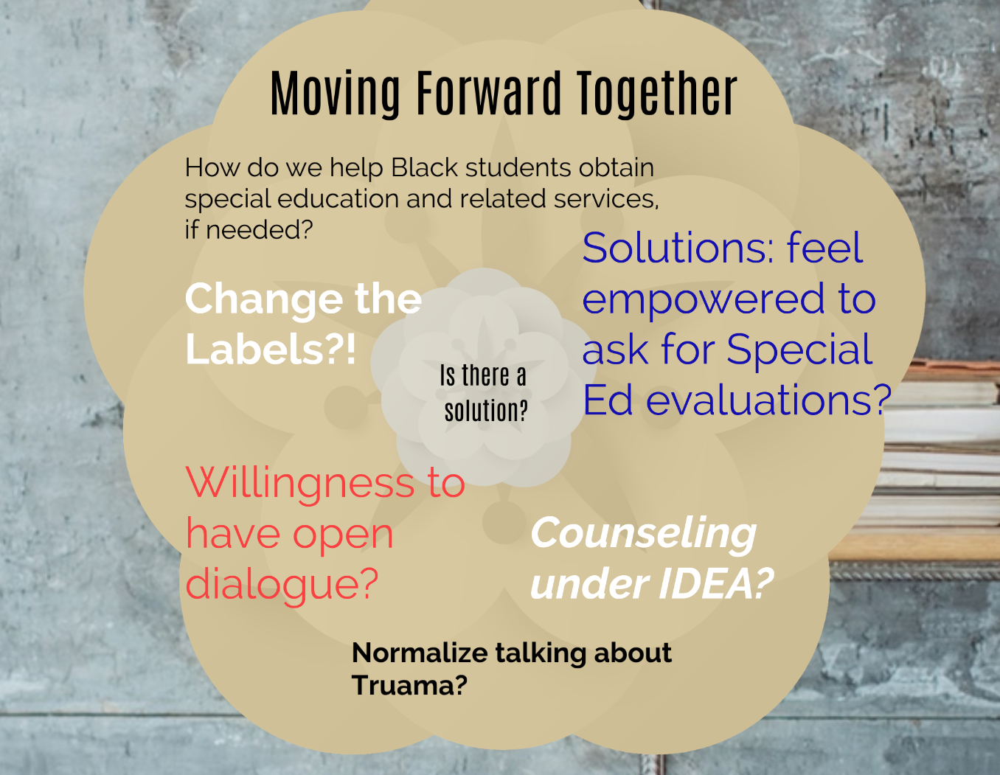 Moving Forward Together
How do we help Black students obtain
special education and related services,
if needed?
Change the
Labels?!
Is there a
solution?
Solutions: feel
empowered to
ask for Special
Ed evaluations?
Willingness to
have open
dialogue?
Counseling
under IDEA?
Normalize talking about
Truama?